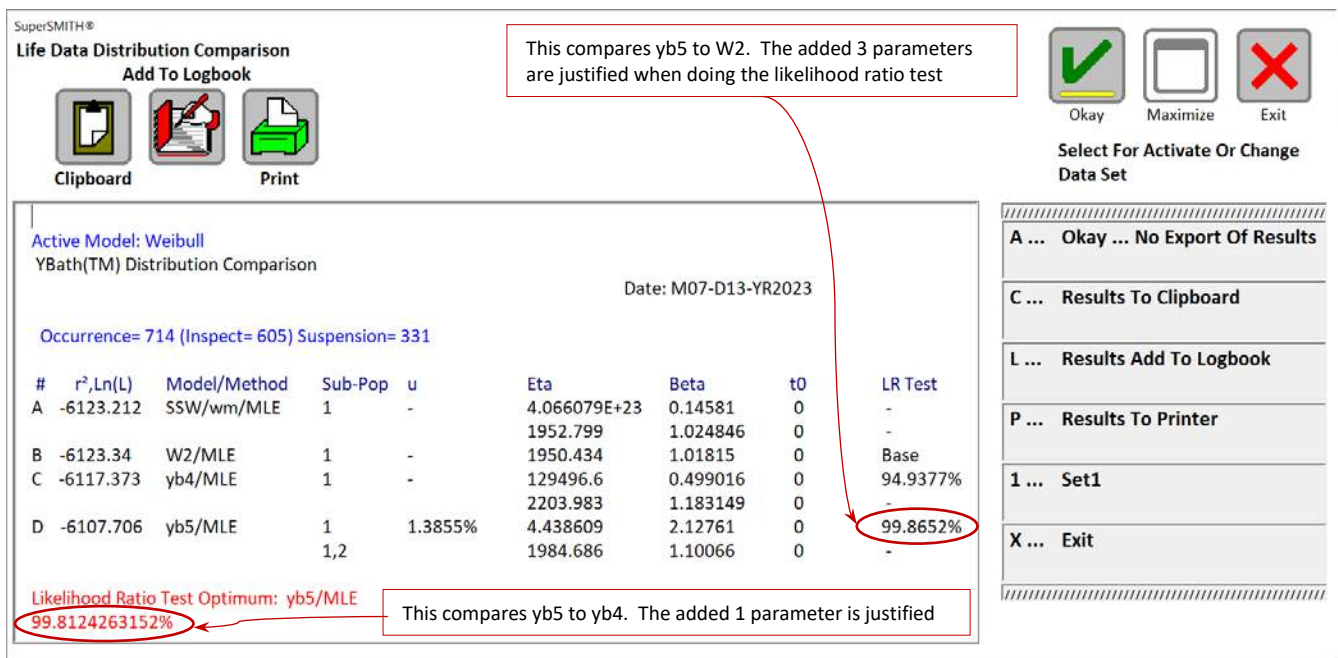 SuperSMITH®
Life Data Distribution Comparison
Add To Logbook
Clipboard
Print
This compares yb5 to W2. The added 3 parameters
are justified when doing the likelihood ratio test
Okay
Maximize
Exit
Select For Activate Or Change
Data Set
Active Model: Weibull
YBath(TM) Distribution Comparison
Date: M07-D13-YR2023
Occurrence= 714 (Inspect= 605) Suspension= 331
# r²,Ln(L) Model/Method Sub-Pop u Eta Beta t0 LR Test
A -6123.212 SSW/wm/MLE 1 - 4.066079E+23 0.14581 0 -
1952.799 1.024846 0 -
B -6123.34 W2/MLE 1 - 1950.434 1.01815 0 Base
C -6117.373 yb4/MLE 1 - 129496.6 0.499016 0 94.9377%
2203.983 1.183149 0 -
D -6107.706 yb5/MLE 1 1.3855% 4.438609 2.12761 0 99.8652%
1,2 1984.686 1.10066 0 -
Likelihood Ratio Test Optimum: yb5/MLE
99.8124263152%
This compares yb5 to yb4. The added 1 parameter is justified
A ... Okay ... No Export Of Results
C ... Results To Clipboard
L ... Results Add To Logbook
P ... Results To Printer
1 ... Set1
X ... Exit